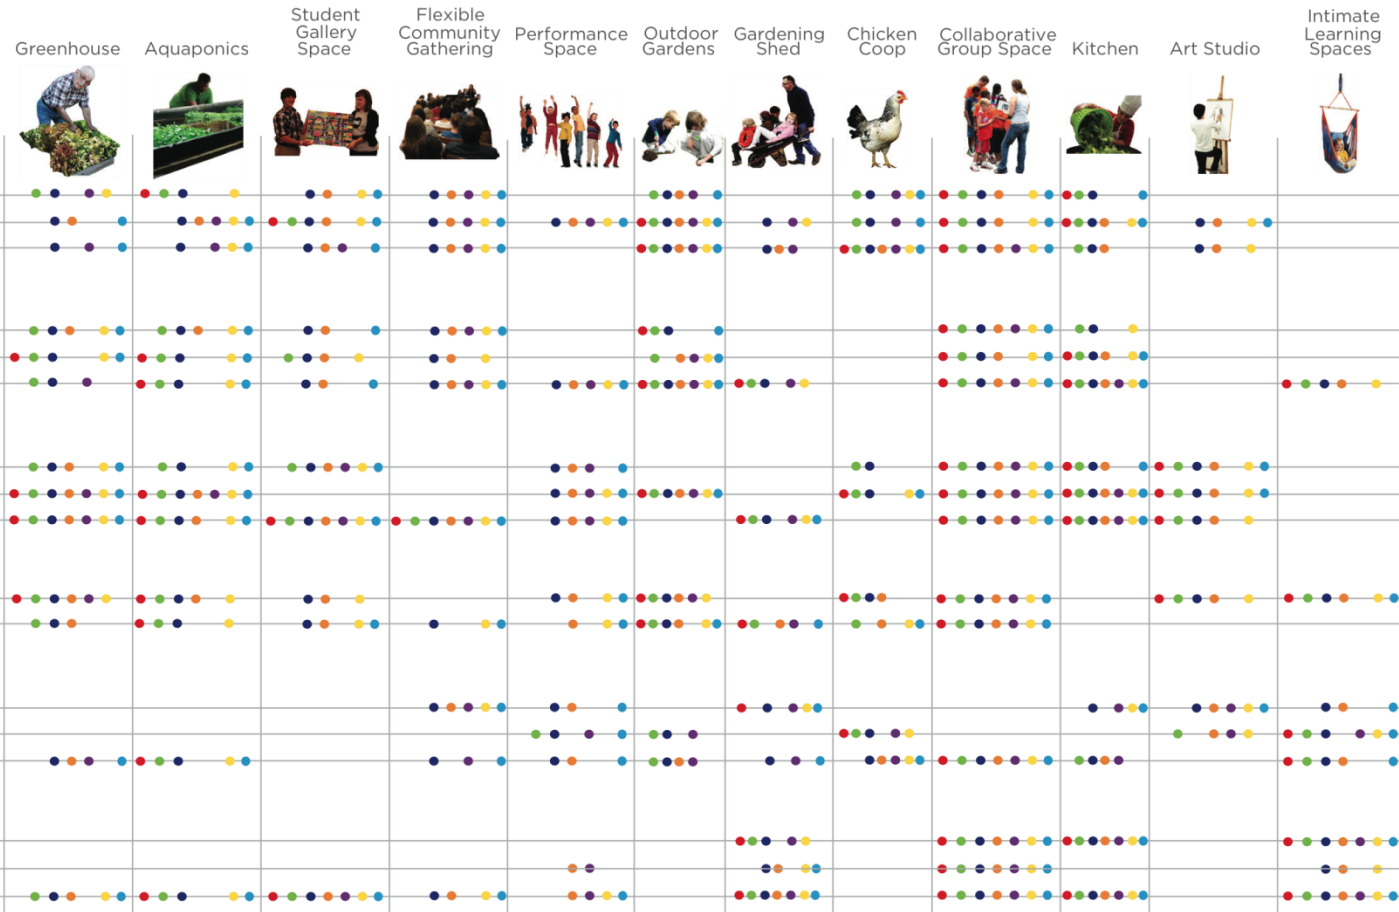 Greenhouse
Aquaponics
Student
Gallery
Space
Flexible
Community
Gathering
Performance
Space
Outdoor
Gardens
Gardening
Shed
Chicken
Coop
Collaborative
Group Space
Kitchen
Art Studio
Intimate
Learning
Spaces